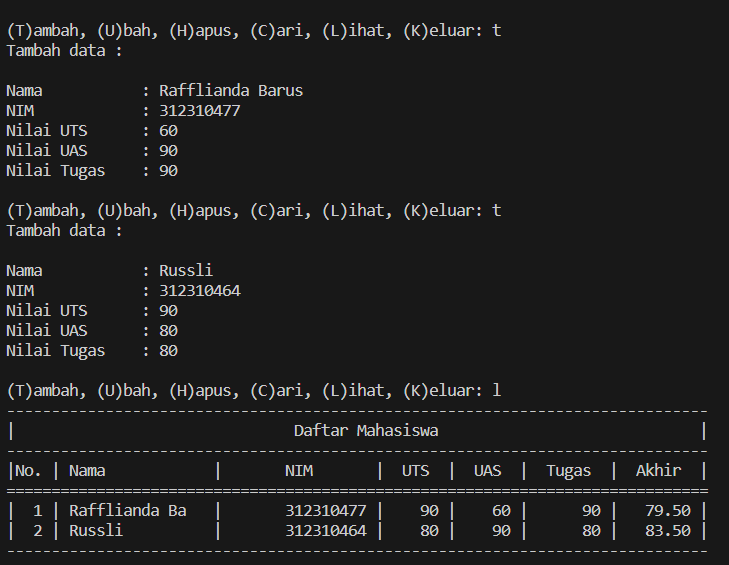 (T)ambah, (U)bah, (H)apus, (C)ari, (L)ihat, (K)eluar: t
Tambah data :
Nama : Rafflianda Barus
NIM : 312310477
Nilai UTS : 60
Nilai UAS : 90
Nilai Tugas : 90
(T)ambah, (U)bah, (H)apus, (C)ari, (L)ihat, (K)eluar: t
Tambah data :
Nama : Russli
NIM : 312310464
Nilai UTS : 90
Nilai UAS : 80
Nilai Tugas : 80
(T)ambah, (U)bah, (H)apus, (C)ari, (L)ihat, (K)eluar: l
------------------------------------------------------------------------------
| Daftar Mahasiswa |
------------------------------------------------------------------------------
|No. | Nama | NIM | UTS | UAS | Tugas | Akhir |
==============================================================================
| 1 | Rafflianda Ba | 312310477 | 90 | 60 | 90 | 79.50 |
| 2 | Russli | 312310464 | 80 | 90 | 80 | 83.50 |
------------------------------------------------------------------------------